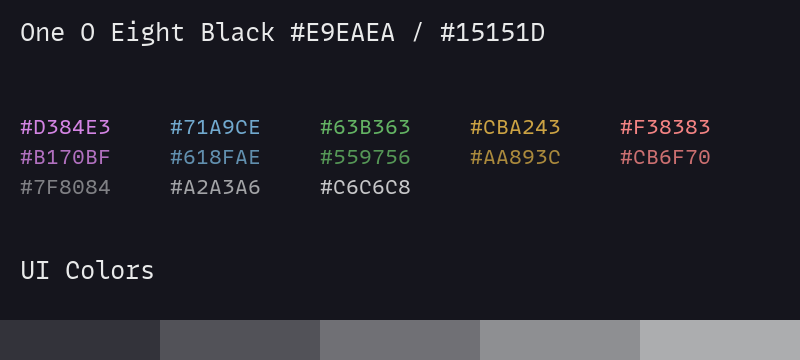 One O Eight Black #E9EAEA / #15151D
#D384E3 #71A9CE #63B363 #CBA243 #F38383
#B170BF #618FAE #559756 #AA893C #CB6F70
#7F8084 #A2A3A6 #C6C6C8
UI Colors